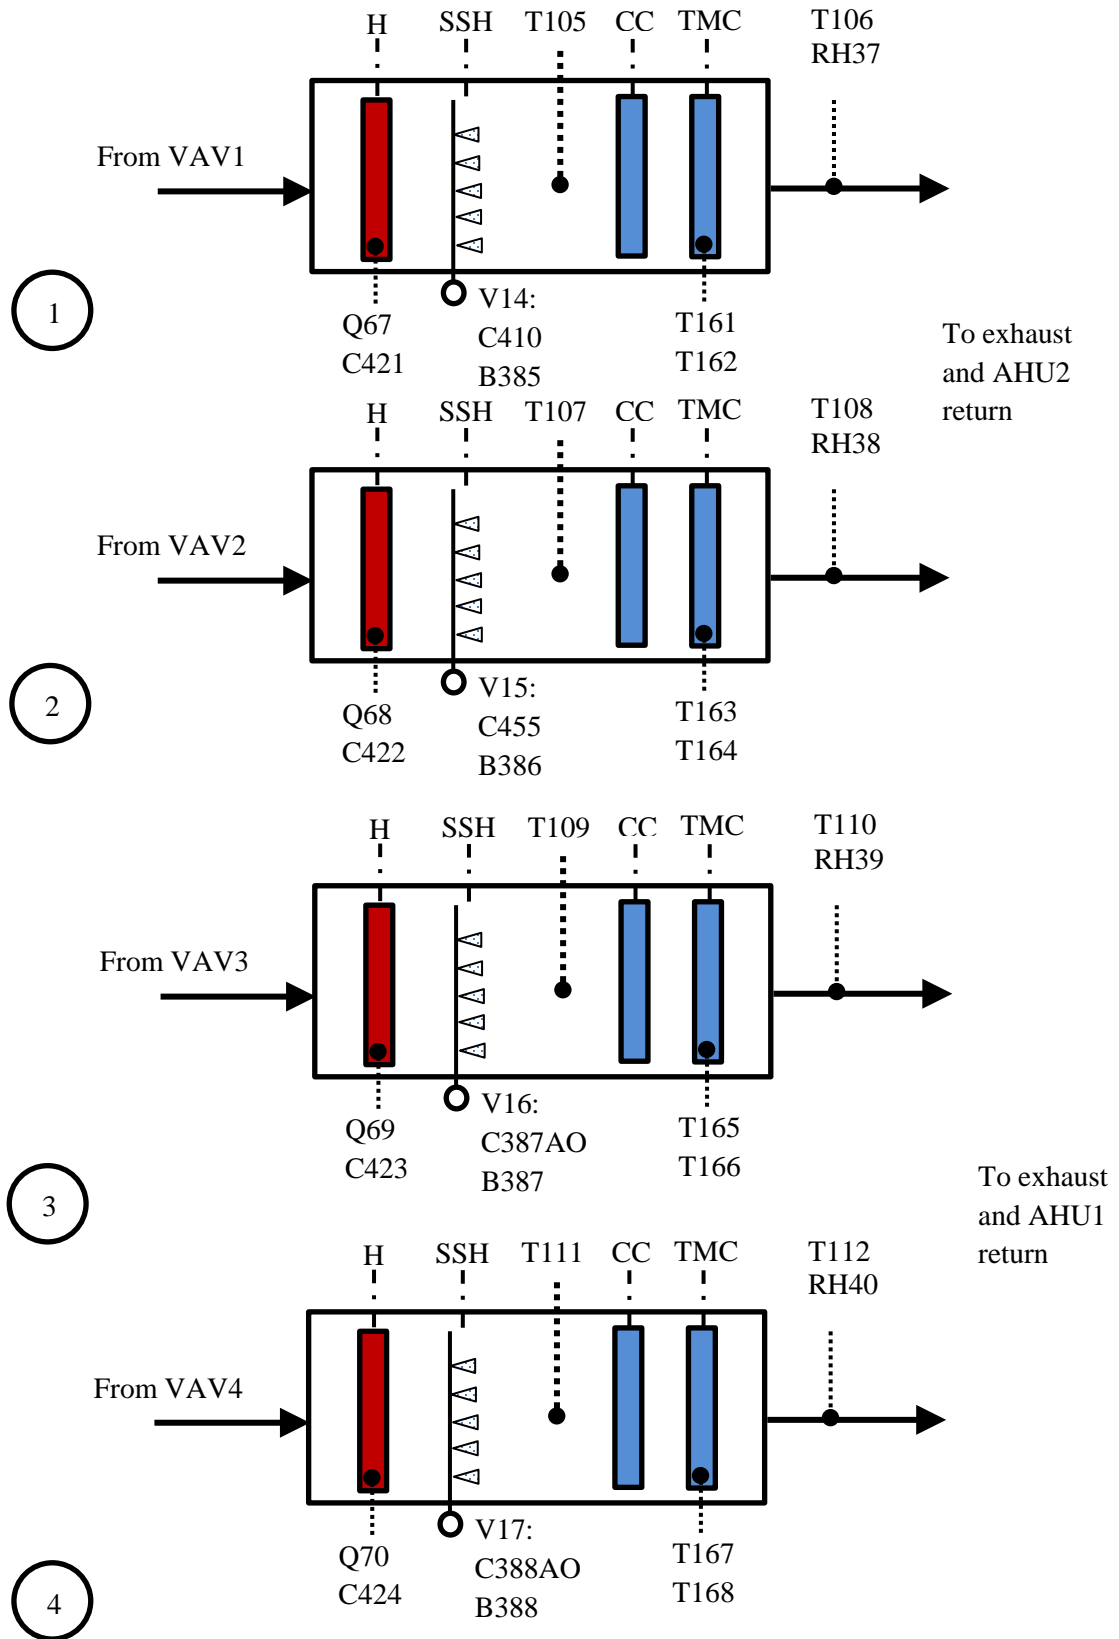 H
SSH
T105
CC
TMC
T106
RH37
From VAV1
1
Q67
C421
V14:
C410
B385
T161
T162
To exhaust
and AHU2
return
H
SSH
T107
CC
TMC
T108
RH38
From VAV2
2
Q68
C422
V15:
C455
B386
T163
T164
H
SSH
T109
CC
TMC
T110
RH39
From VAV3
3
Q69
C423
V16:
C387AO
B387
T165
T166
To exhaust
and AHU1
return
H
SSH
T111
CC
TMC
T112
RH40
From VAV4
4
Q70
C424
V17:
C388AO
B388
T167
T168